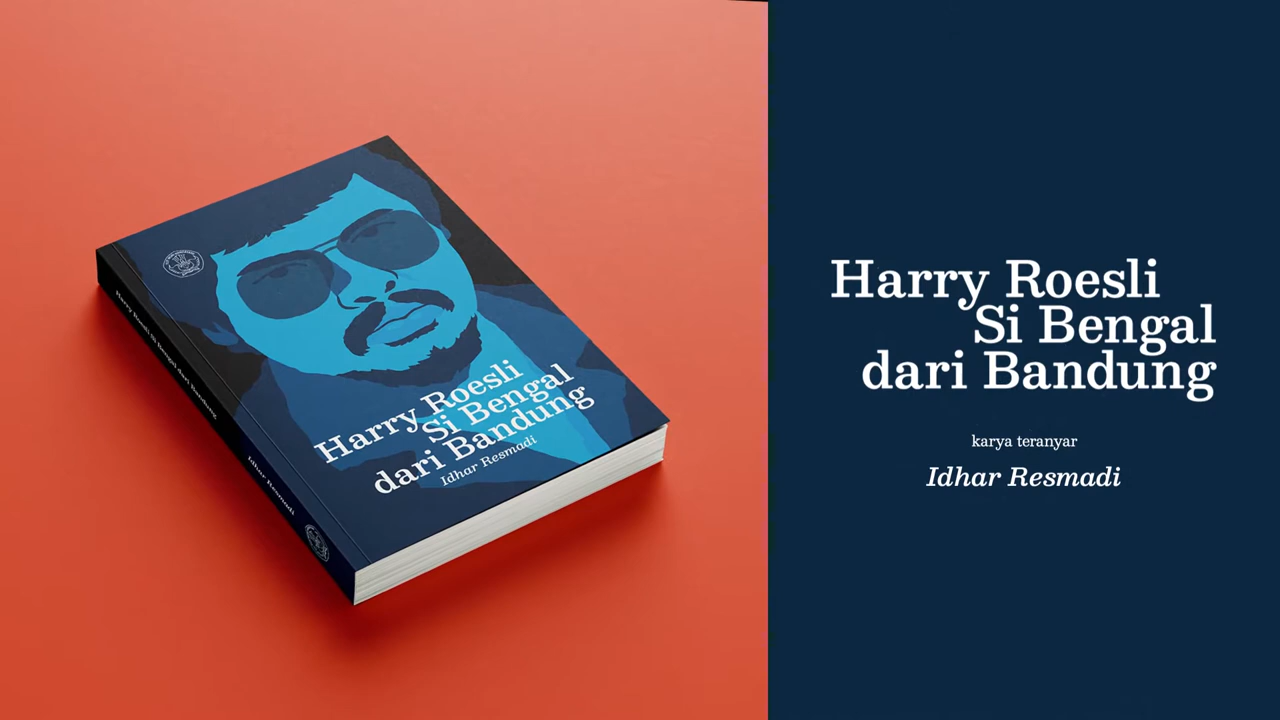 Harry Roesli
Si Bengal
dari Bandung
Idhar Resmadi
Harry Roesli Si Bengal dari Bandung
Idhar Resmadi
Harry Roesli
Si Bengal
dari Bandung
karya teranyar
Idhar Resmadi